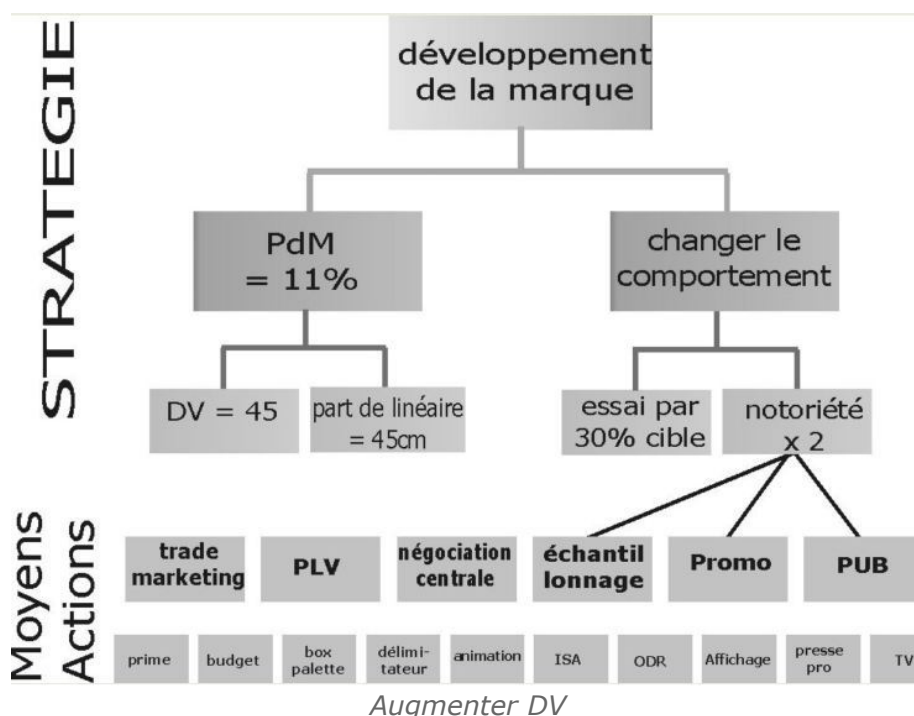 STRATEGIE
développement
de la marque
PdM
= 11%
changer le
comportement
DV = 45
part de linéaire
= 45cm
essai par
30% cible
notoriété
x 2
Moyens
Actions
trade
marketing
PLV
négociation
centrale
échantil
lonnage
Promo
PUB
prime
budget
box
palette
délimi-
tateur
animation
ISA
ODR
Affichage
presse
pro
TV
Augmenter DV